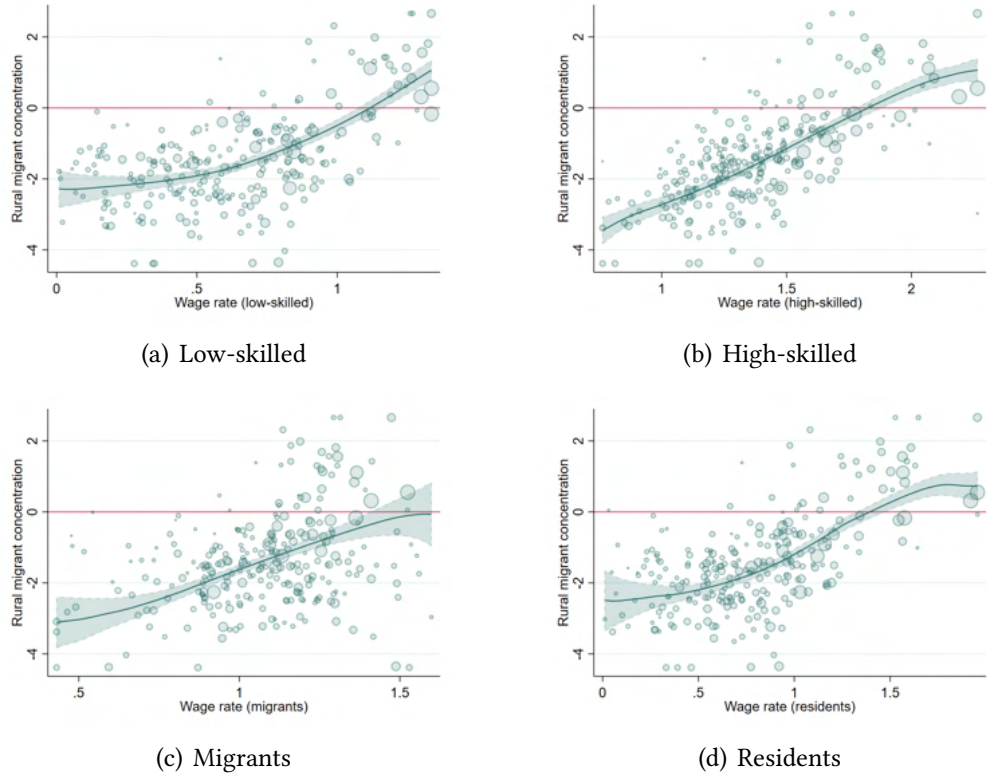 Rural migrant concentration
2
0
-2
-4
0 .5 1
Wage rate (low-skilled)
(a) Low-skilled
Rural migrant concentration
2
0
-2
-4
1 1.5 2
Wage rate (high-skilled)
(b) High-skilled
Rural migrant concentration
2
0
-2
-4
.5 1 1.5
Wage rate (migrants)
(c) Migrants
Rural migrant concentration
2
0
-2
-4
0 .5 1 1.5
Wage rate (residents)
(d) Residents